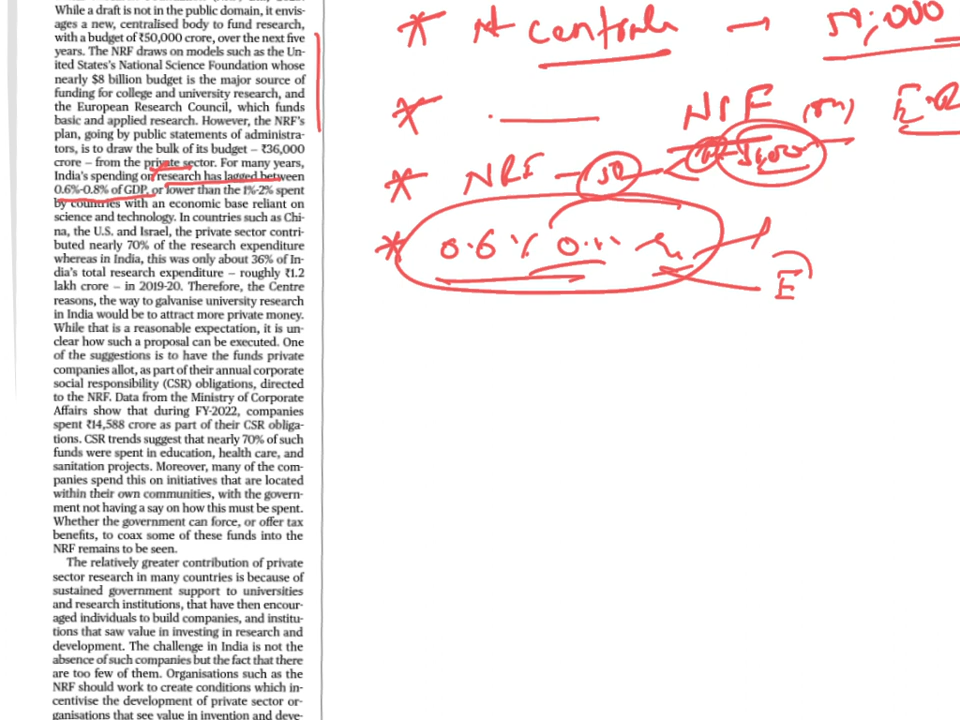 While a draft is not in the public domain, it envis-
ages a new, centralised body to fund research,
with a budget of ₹50,000 crore, over the next five
years. The NRF draws on models such as the Un-
ited States's National Science Foundation whose
nearly $8 billion budget is the major source of
funding for college and university research, and
the European Research Council, which funds
basic and applied research. However, the NRF's
plan, going by public statements of administra-
tors, is to draw the bulk of its budget – ₹36,000
crore – from the private sector. For many years,
India's spending on research has lagged between
0.6%-0.8% of GDP, or lower than the 1%-2% spent
by countries with an economic base reliant on
science and technology. In countries such as Chi-
na, the U.S. and Israel, the private sector contri-
buted nearly 70% of the research expenditure
whereas in India, this was only about 36% of In-
dia's total research expenditure – roughly ₹1.2
lakh crore – in 2019-20. Therefore, the Centre
reasons, the way to galvanise university research
in India would be to attract more private money.
While that is a reasonable expectation, it is un-
clear how such a proposal can be executed. One
of the suggestions is to have the funds private
companies allot, as part of their annual corporate
social responsibility (CSR) obligations, directed
to the NRF. Data from the Ministry of Corporate
Affairs show that during FY-2022, companies
spent ₹14,588 crore as part of their CSR obliga-
tions. CSR trends suggest that nearly 70% of such
funds were spent in education, health care, and
sanitation projects. Moreover, many of the com-
panies spend this on initiatives that are located
within their own communities, with the govern-
ment not having a say on how this must be spent.
Whether the government can force, or offer tax
benefits, to coax some of these funds into the
NRF remains to be seen.
The relatively greater contribution of private
sector research in many countries is because of
sustained government support to universities
and research institutions, that have then encour-
aged individuals to build companies, and institu-
tions that saw value in investing in research and
development. The challenge in India is not the
absence of such companies but the fact that there
are too few of them. Organisations such as the
NRF should work to create conditions which in-
centivise the development of private sector or-
ganisations that see value in invention and deve-
* centrale
* NSF
* NRF – 50
* 0.6%
E